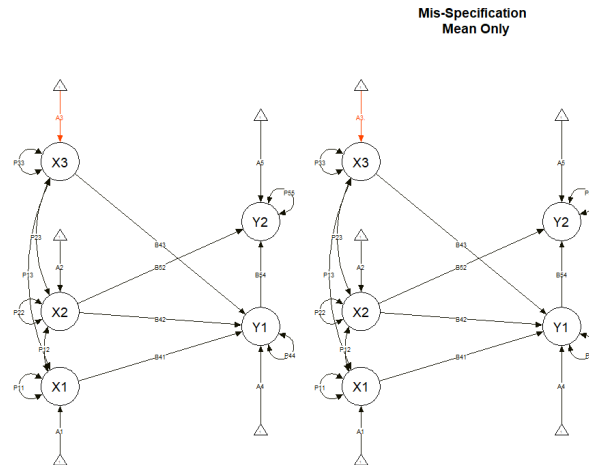 Mis-Specification
Mean Only
A3
A3
A5
A5
X3
P33
X3
P33
P55
Y2
Y2
P23
P23
B43
B43
P13
P13
B52
B52
A2
A2
B54
B54
X2
P22
X2
P22
B42
B42
Y1
Y1
P12
P12
P44
B41
B41
X1
P11
X1
P11
A4
A4
A1
A1